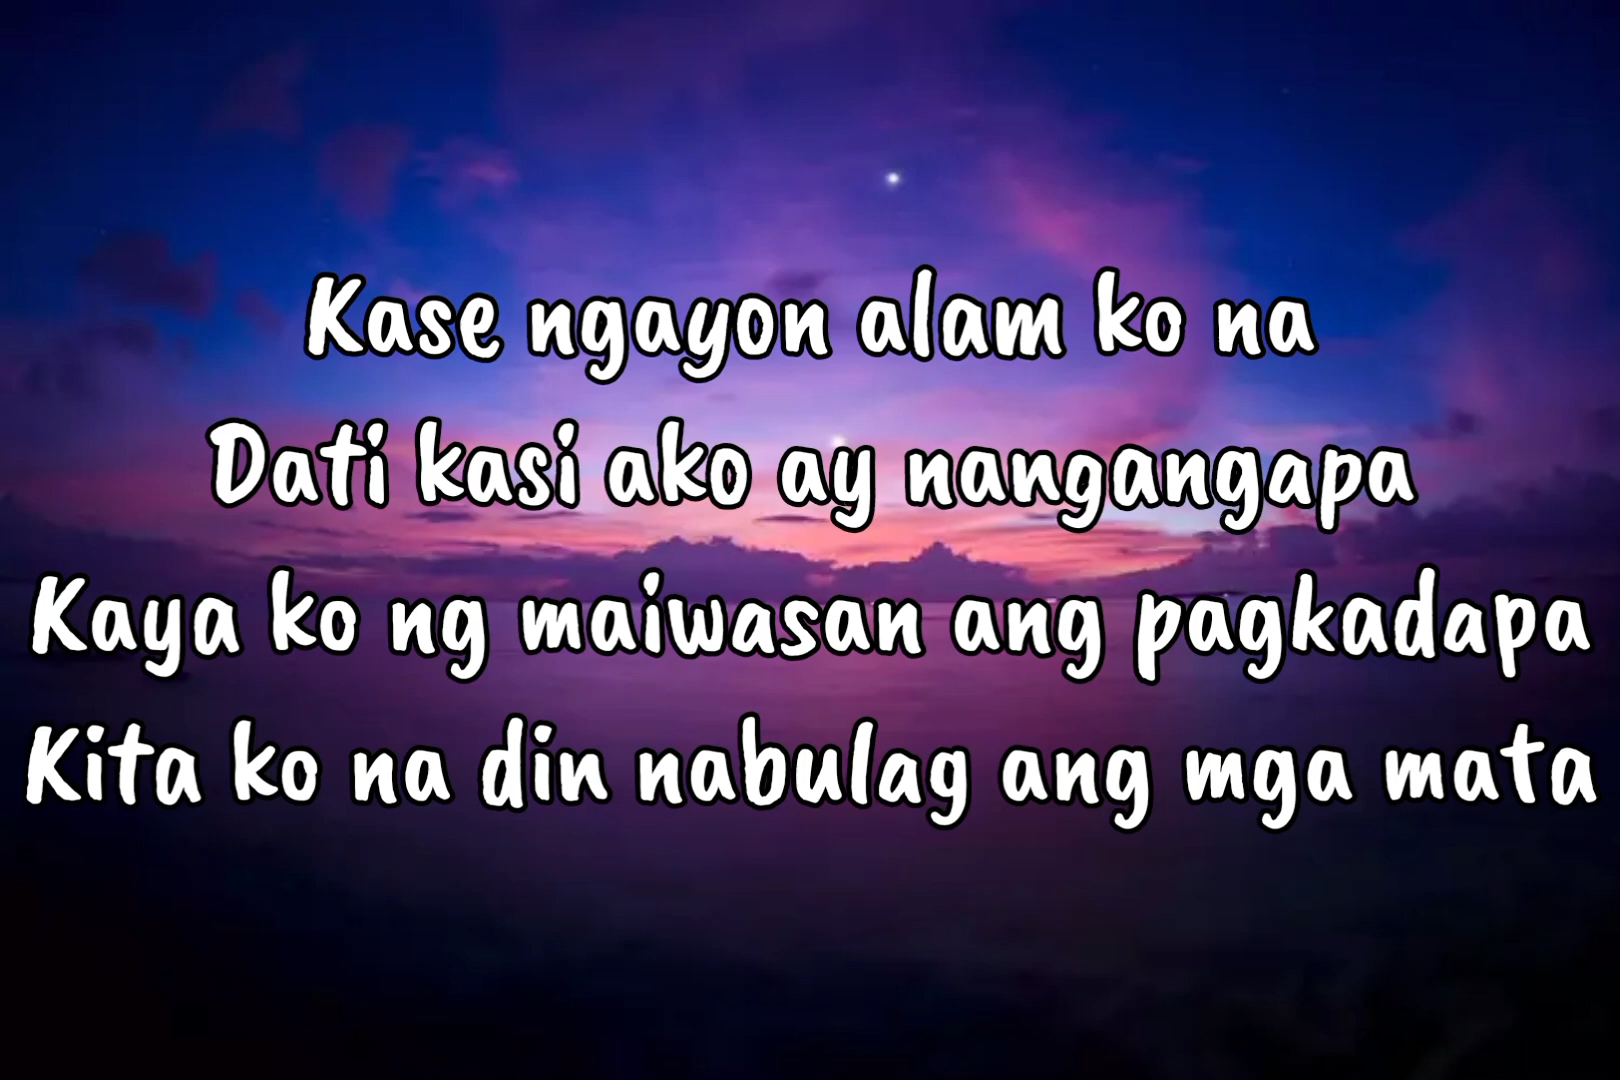 Kase ngayon alam ko na
Dati kasi ako ay nangangapa
Kaya ko ng maiwasan ang pagkadapa
Kita ko na din nabulag ang mga mata